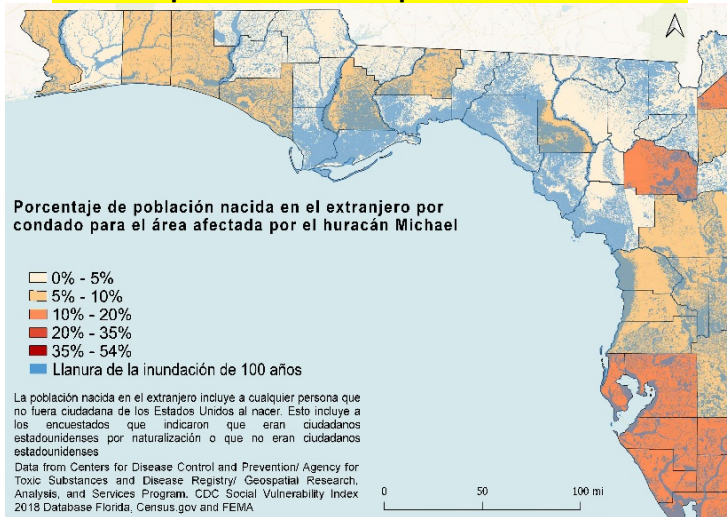 Porcentaje de población nacida en el extranjero por
condado para el área afectada por el huracán Michael
0% - 5%
5% - 10%
10% - 20%
20% - 35%
35% - 54%
Llanura de la inundación de 100 años
La población nacida en el extranjero incluye a cualquier persona que
no fuera ciudadana de los Estados Unidos al nacer. Esto incluye a
los encuestados que indicaron que eran ciudadanos
estadounidenses por naturalización o que no eran ciudadanos
estadounidenses
Data from Centers for Disease Control and Prevention/ Agency for
Toxic Substances and Disease Registry/ Geospatial Research,
Analysis, and Services Program. CDC Social Vulnerability Index
2018 Database Florida, Census.gov and FEMA
0 50 100 mi